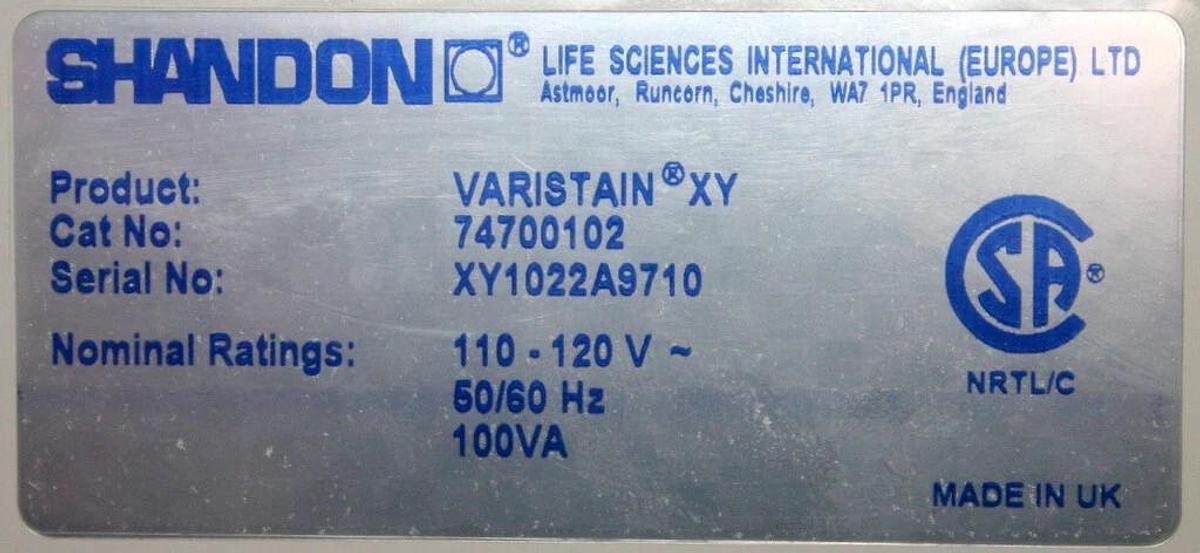 SHANDON® LIFE SCIENCES INTERNATIONAL (EUROPE) LTD
Astmoor, Runcorn, Cheshire, WA7 1PR, England
Product: VARISTAIN® XY
Cat No: 74700102
Serial No: XY1022A9710
Nominal Ratings: 110 - 120 V ~
50/60 Hz
100VA
CSA®
NRTL/C
MADE IN UK